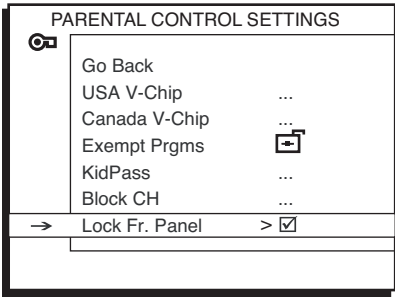 PARENTAL CONTROL SETTINGS
Go Back
USA V-Chip ...
Canada V-Chip ...
Exempt Prgms
KidPass ...
Block CH ...
→ Lock Fr. Panel > ☑